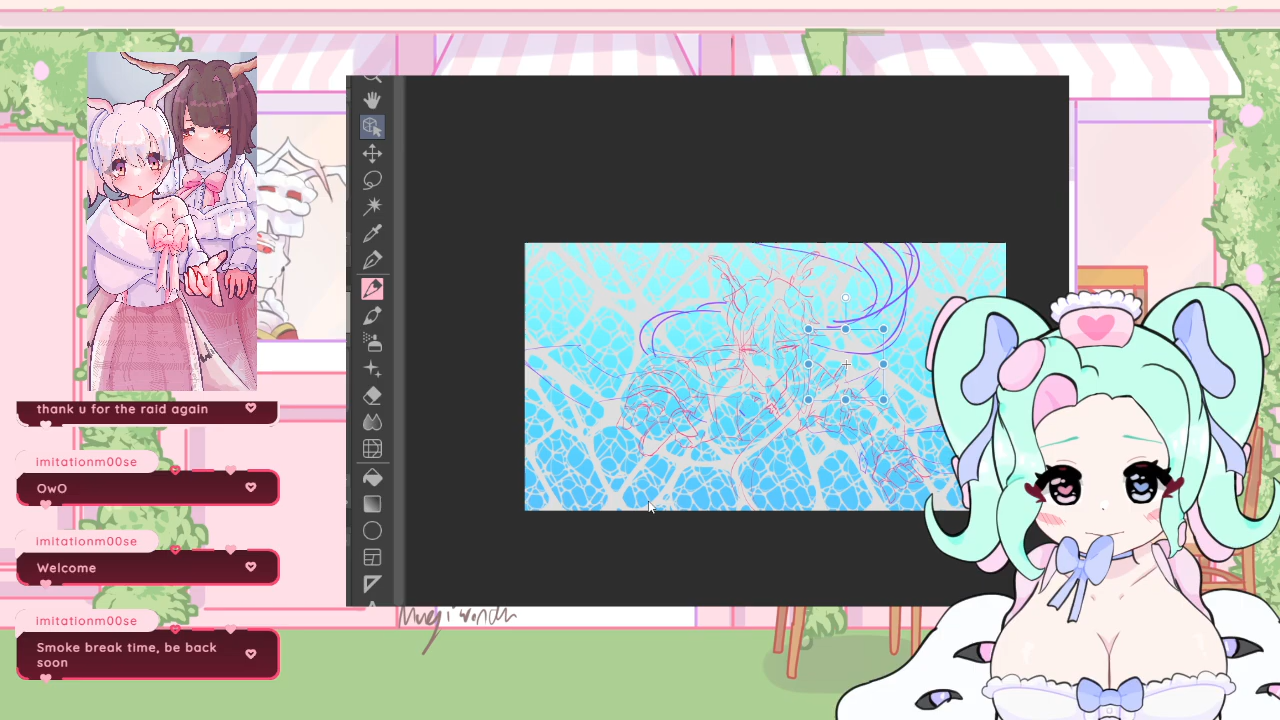 thank u for the raid again
imitationm00se
OwO
imitationm00se
Welcome
imitationm00se
Smoke break time, be back
soon